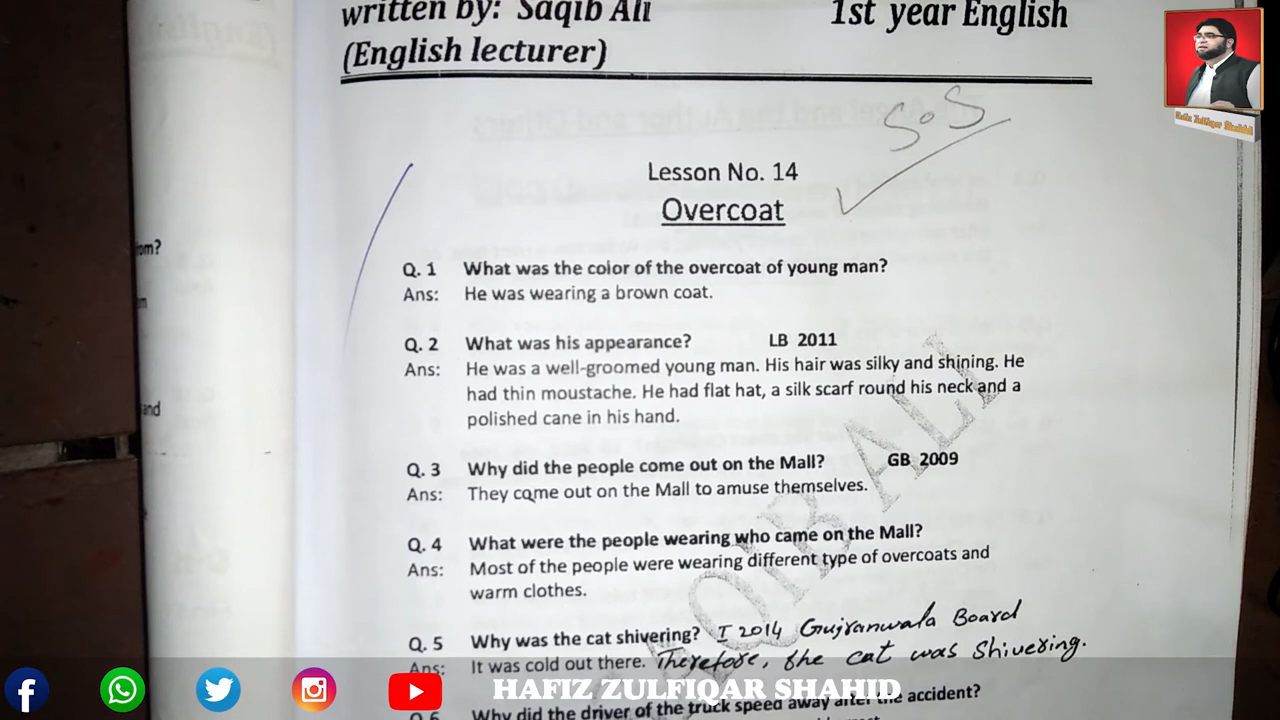 written by: Saqib Ali 1st year English
(English lecturer)
SoS
Lesson No. 14
Overcoat
Q. 1 What was the color of the overcoat of young man?
Ans: He was wearing a brown coat.
Q. 2 What was his appearance? LB 2011
Ans: He was a well-groomed young man. His hair was silky and shining. He
had thin moustache. He had flat hat, a silk scarf round his neck and a
polished cane in his hand.
Q. 3 Why did the people come out on the Mall? GB 2009
Ans: They come out on the Mall to amuse themselves.
Q. 4 What were the people wearing who came on the Mall?
Ans: Most of the people were wearing different type of overcoats and
warm clothes.
Q. 5 Why was the cat shivering? I 2014 Gujranwala Board
Ans: It was cold out there. Therefore, the cat was Shivering.
HAFIZ ZULFIQAR SHAHID
Q.6 Why did the driver of the truck speed away after the accident?
SAQIB ALI
Hafiz Zulfiqar Shahid
and